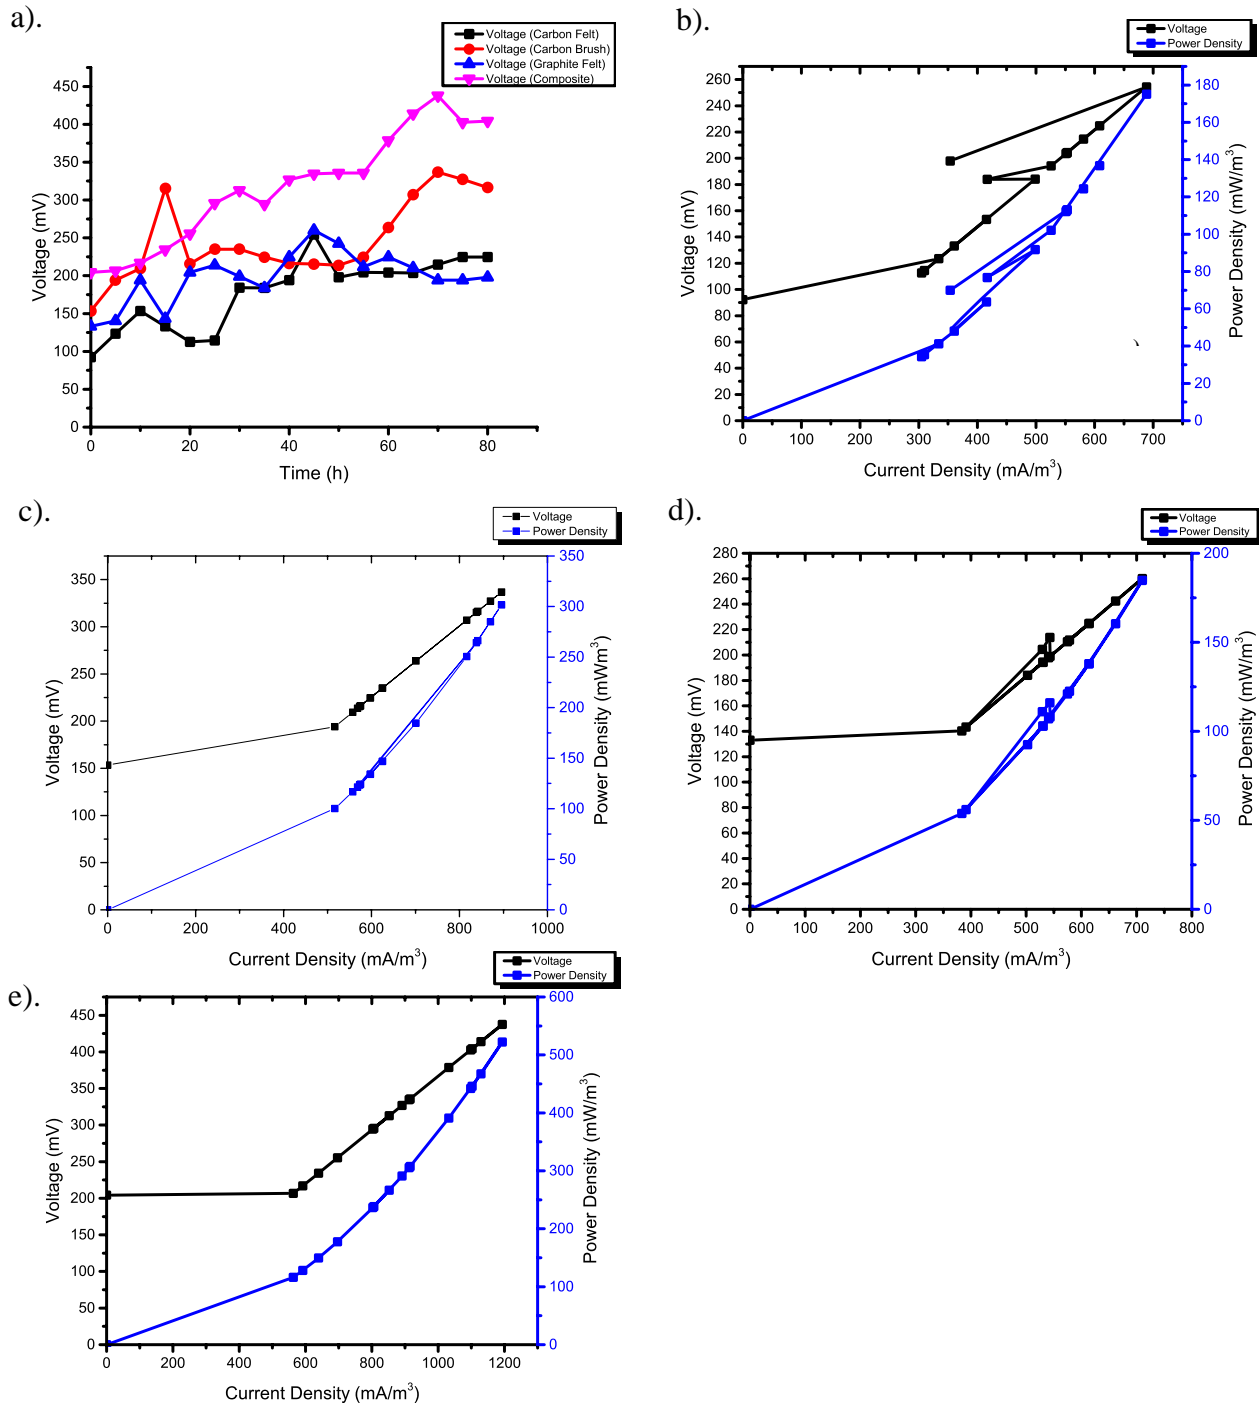 a).
Voltage (Carbon Felt)
Voltage (Carbon Brush)
Voltage (Graphite Felt)
Voltage (Composite)
450
400
350
300
250
200
150
100
50
0
Voltage (mV)
0 20 40 60 80
Time (h)
b).
Voltage
Power Density
260
240
220
200
180
160
140
120
100
80
60
40
20
0
Voltage (mV)
180
160
140
120
100
80
60
40
20
0
Power Density (mW/m³)
0 100 200 300 400 500 600 700
Current Density (mA/m³)
c).
Voltage
Power Density
350
300
250
200
150
100
50
0
Voltage (mV)
350
300
250
200
150
100
50
0
Power Density (mWm³)
0 200 400 600 800 1000
Current Density (mA/m³)
d).
Voltage
Power Density
280
260
240
220
200
180
160
140
120
100
80
60
40
20
0
Voltage (mV)
200
150
100
50
0
Power Density (mW/m³)
0 100 200 300 400 500 600 700 800
Current Density (mA/m³)
e).
Voltage
Power Density
450
400
350
300
250
200
150
100
50
0
Voltage (mV)
600
500
400
300
200
100
0
Power Density (mW/m³)
0 200 400 600 800 1000 1200
Current Density (mA/m³)